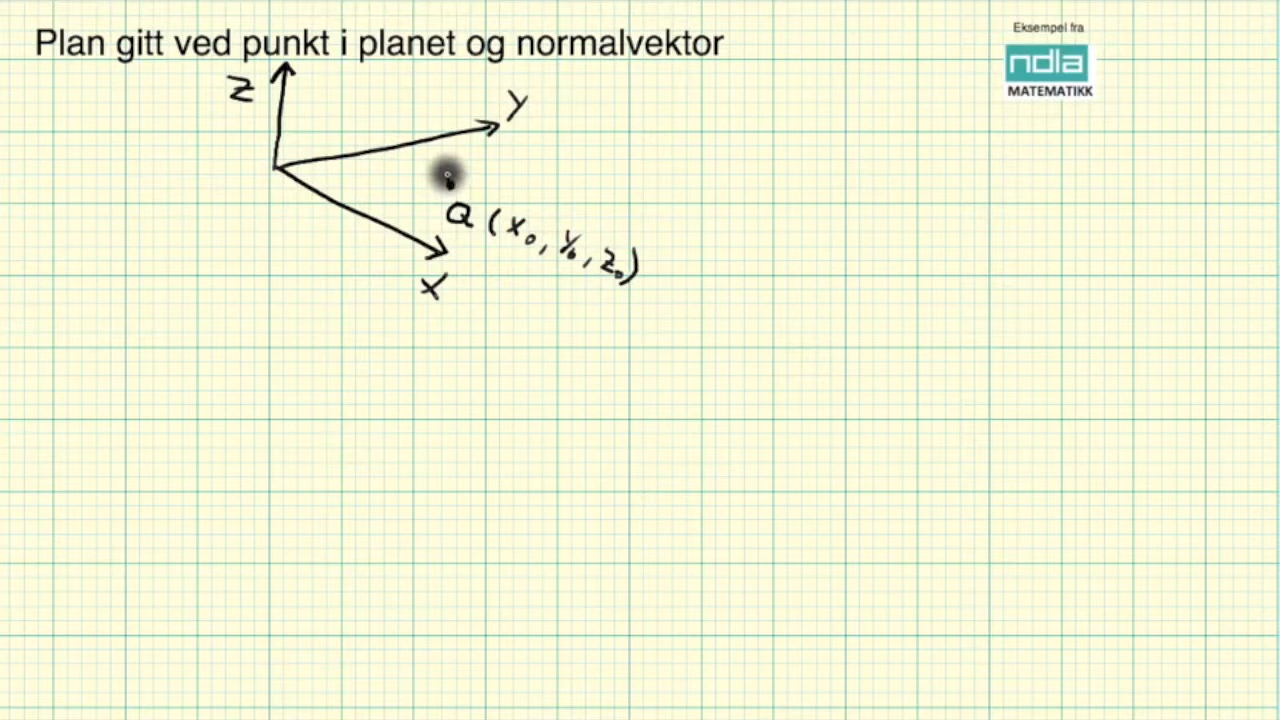 Plan gitt ved punkt i planet og normalvektor
Eksempel fra
ndla
MATEMATIKK
Z
Y
Q (x₀, y₀, z₀)
X